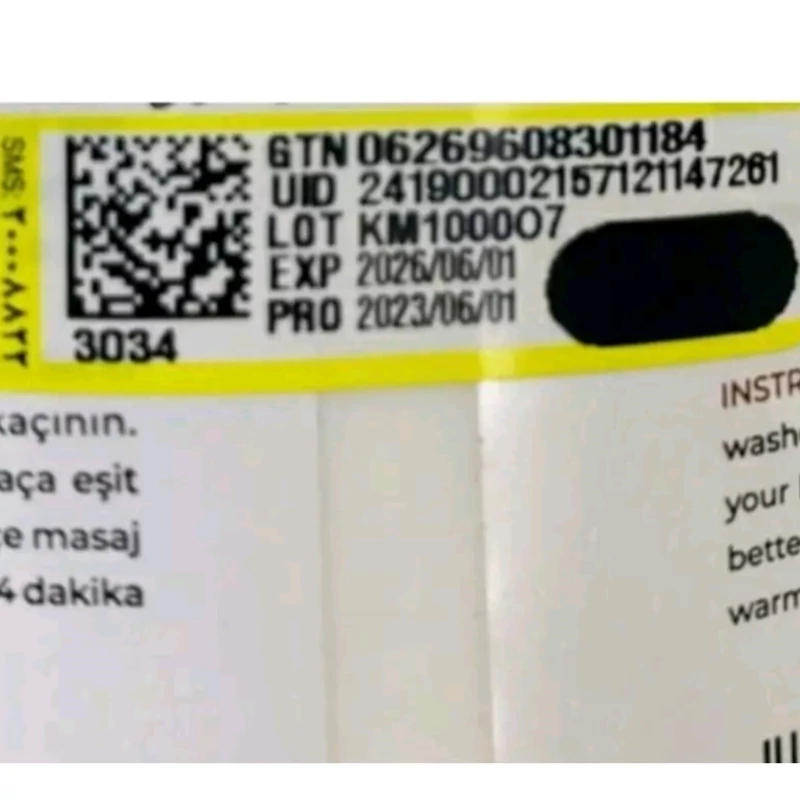 GTN 06269608301184
UID 24190002157121147261
LOT KM100007
EXP 2026/06/01
PRO 2023/06/01
3034
SMS:
kaçının.
eşit
masaj
4 dakika
INSTR
wash
your
bette
warm